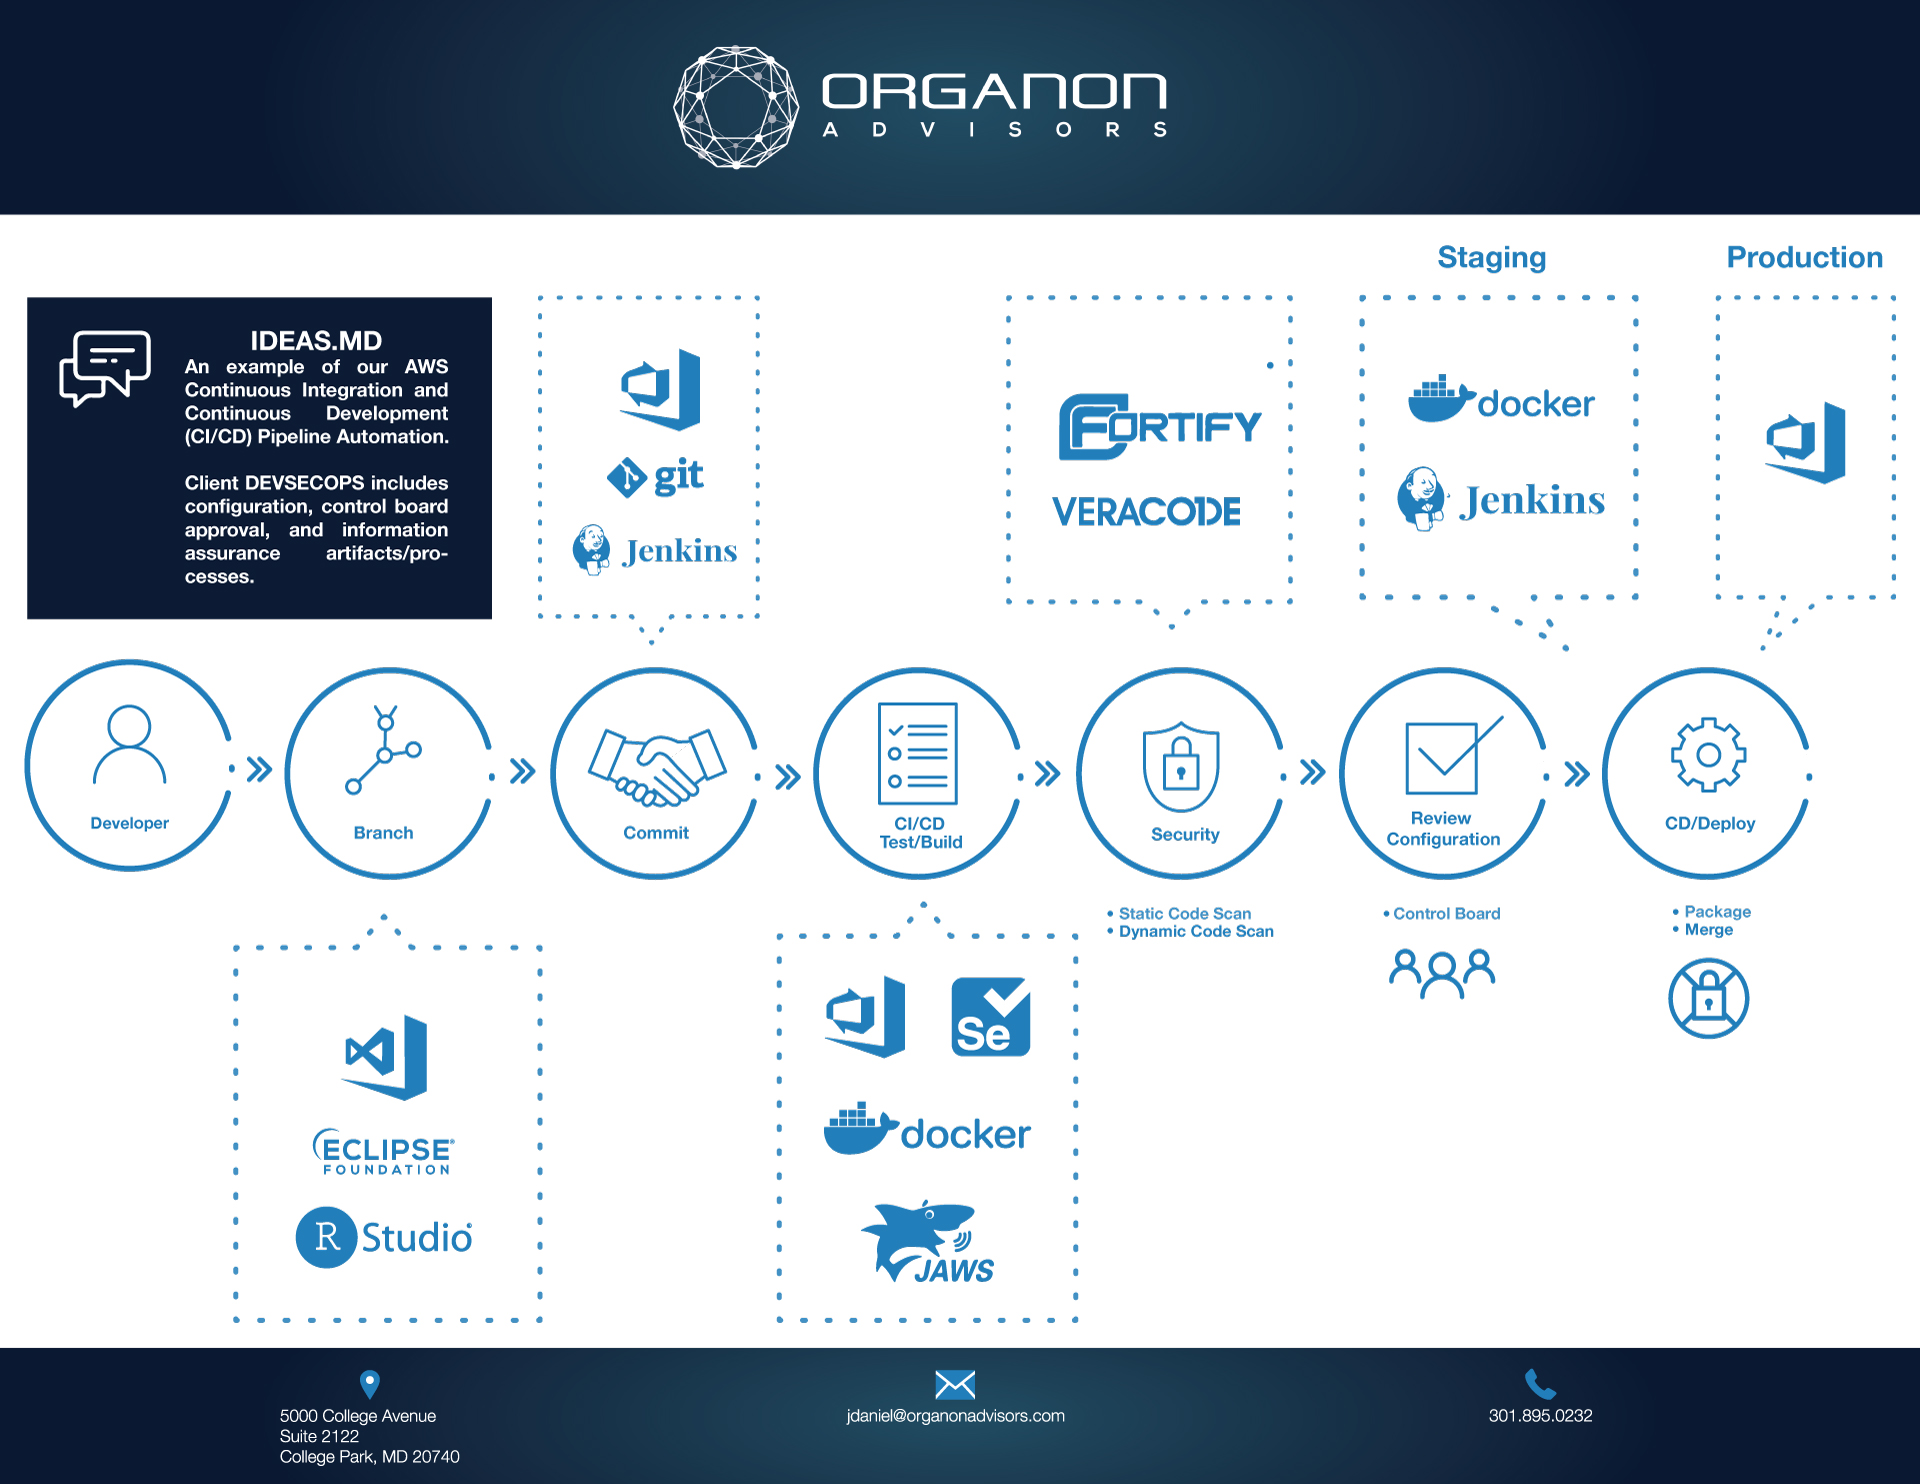 ORGANON
ADVISORS
Staging
Production
IDEAS.MD
An example of our AWS
Continuous Integration and
Continuous Development
(CI/CD) Pipeline Automation.
Client DEVSECOPS includes
configuration, control board
approval, and information
assurance artifacts/pro-
cesses.
git
Jenkins
FORTIFY
VERACODE
docker
Jenkins
Developer
Branch
Commit
CI/CD
Test/Build
Security
Review
Configuration
CD/Deploy
• Static Code Scan
• Dynamic Code Scan
• Control Board
• Package
• Merge
ECLIPSE®
FOUNDATION
R Studio
Se
docker
JAWS
5000 College Avenue
Suite 2122
College Park, MD 20740
jdaniel@organonadvisors.com
301.895.0232